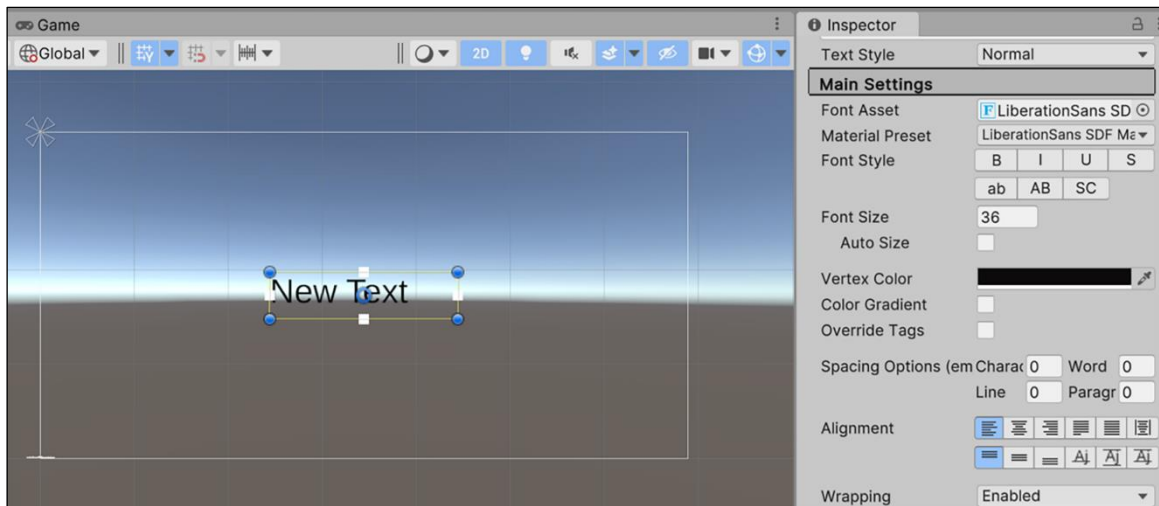 Game
Global
2D
New Text
Inspector
Text Style Normal
Main Settings
Font Asset F LiberationSans SD
Material Preset LiberationSans SDF Ma
Font Style B I U S
ab AB SC
Font Size 36
Auto Size
Vertex Color
Color Gradient
Override Tags
Spacing Options (em Charac 0 Word 0
Line 0 Paragr 0
Alignment
Wrapping Enabled